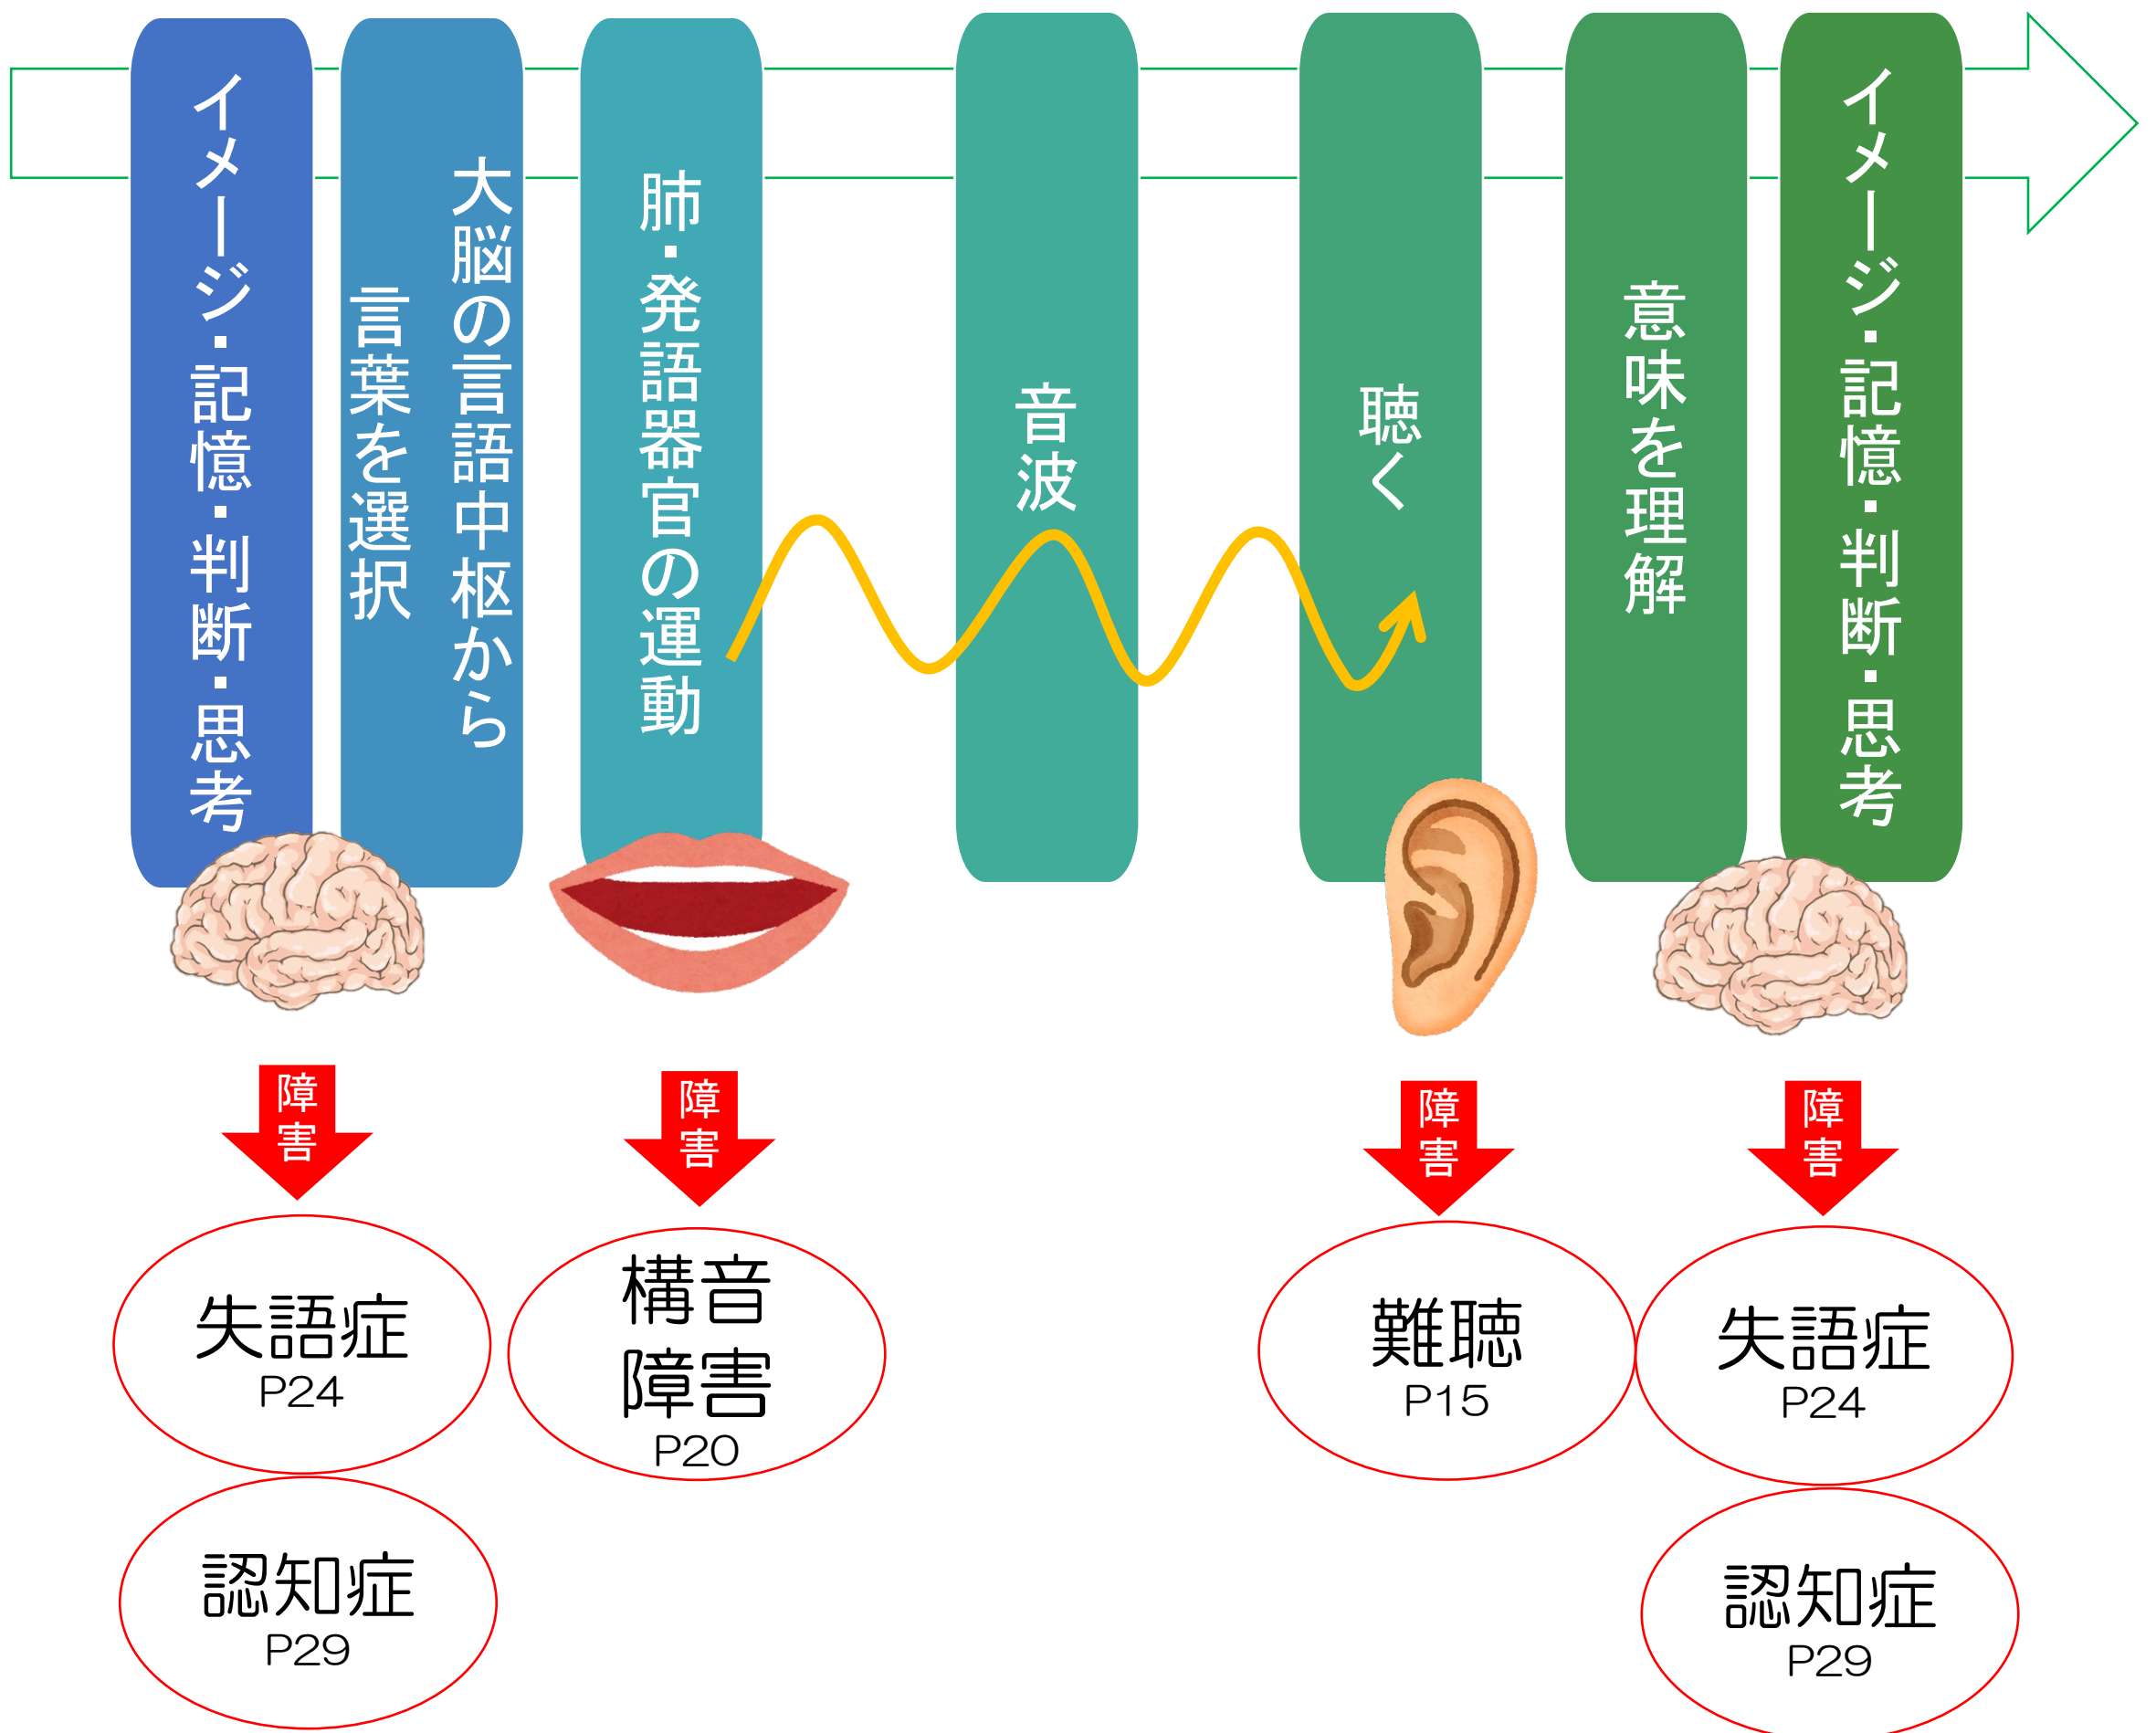 イメージ・記憶・判断・思考
大脳の言語中枢から
言葉を選択
肺・発語器官の運動
音波
聴く
意味を理解
イメージ・記憶・判断・思考
障害
障害
障害
障害
失語症
P24
構音
障害
P20
難聴
P15
失語症
P24
認知症
P29
認知症
P29